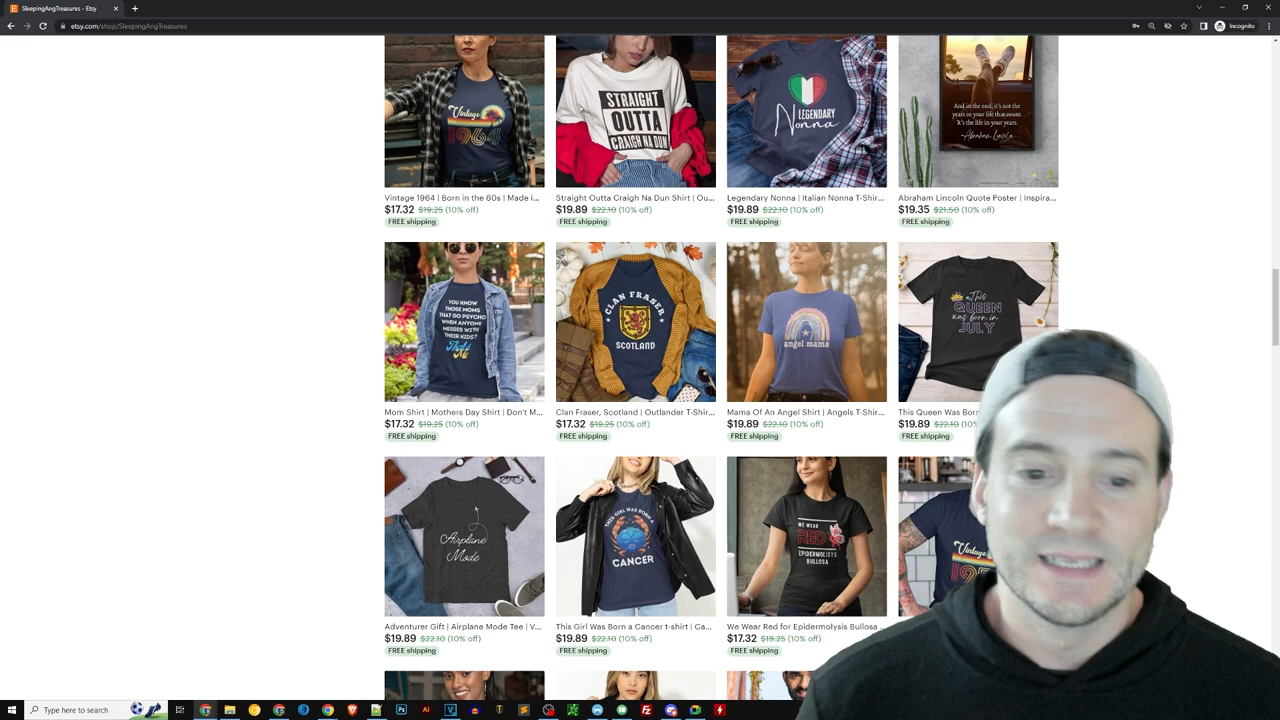 SleepingAngTreasures - Etsy
etsy.com/shop/SleepingAngTreasures
Incognito
Vintage
1964
STRAIGHT
OUTTA
CRAIGH NA DUN
LEGENDARY
Nonna
And in the end, it's not the
years in your life that count.
It's the life in your years.
~Abraham Lincoln
Vintage 1964 | Born in the 60s | Made i...
Straight Outta Craigh Na Dun Shirt | Ou...
Legendary Nonna | Italian Nonna T-Shir...
Abraham Lincoln Quote Poster | Inspira...
$17.32 $19.25 (10% off)
$19.89 $22.10 (10% off)
$19.89 $22.10 (10% off)
$19.35 $21.50 (10% off)
FREE shipping
FREE shipping
FREE shipping
FREE shipping
YOU KNOW
THOSE MOMS
THAT GO PSYCHO
WHEN ANYONE
MESSES WITH
THEIR KIDS?
That's
Me
CLAN FRASER
SCOTLAND
angel mama
This
QUEEN
was born in
JULY
Mom Shirt | Mothers Day Shirt | Don't M...
Clan Fraser, Scotland | Outlander T-Shir...
Mama Of An Angel Shirt | Angels T-Shir...
This Queen Was Born
$17.32 $19.25 (10% off)
$17.32 $19.25 (10% off)
$19.89 $22.10 (10% off)
$19.89 $22.10 (10%
FREE shipping
FREE shipping
FREE shipping
FREE shipping
Airplane
Mode
THIS GIRL WAS BORN A
CANCER
WE WEAR
RED
EPIDERMOLYSIS
BULLOSA
Vintage
Adventurer Gift | Airplane Mode Tee | V...
This Girl Was Born a Cancer t-shirt | Ca...
We Wear Red for Epidermolysis Bullosa
$19.89 $22.10 (10% off)
$19.89 $22.10 (10% off)
$17.32 $19.25 (10% off)
FREE shipping
FREE shipping
FREE shipping
Type here to search